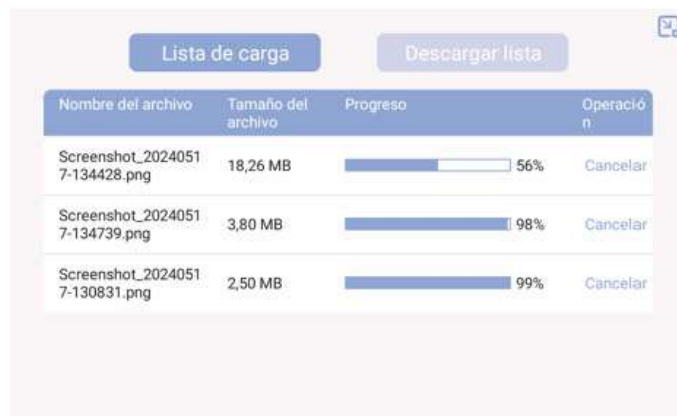 Lista de carga
Descargar lista
Nombre del archivo
Tamaño del
archivo
Progreso
Operació
n
Screenshot_2024051
7-134428.png
18,26 MB
56%
Cancelar
Screenshot_2024051
7-134739.png
3,80 MB
98%
Cancelar
Screenshot_2024051
7-130831.png
2,50 MB
99%
Cancelar